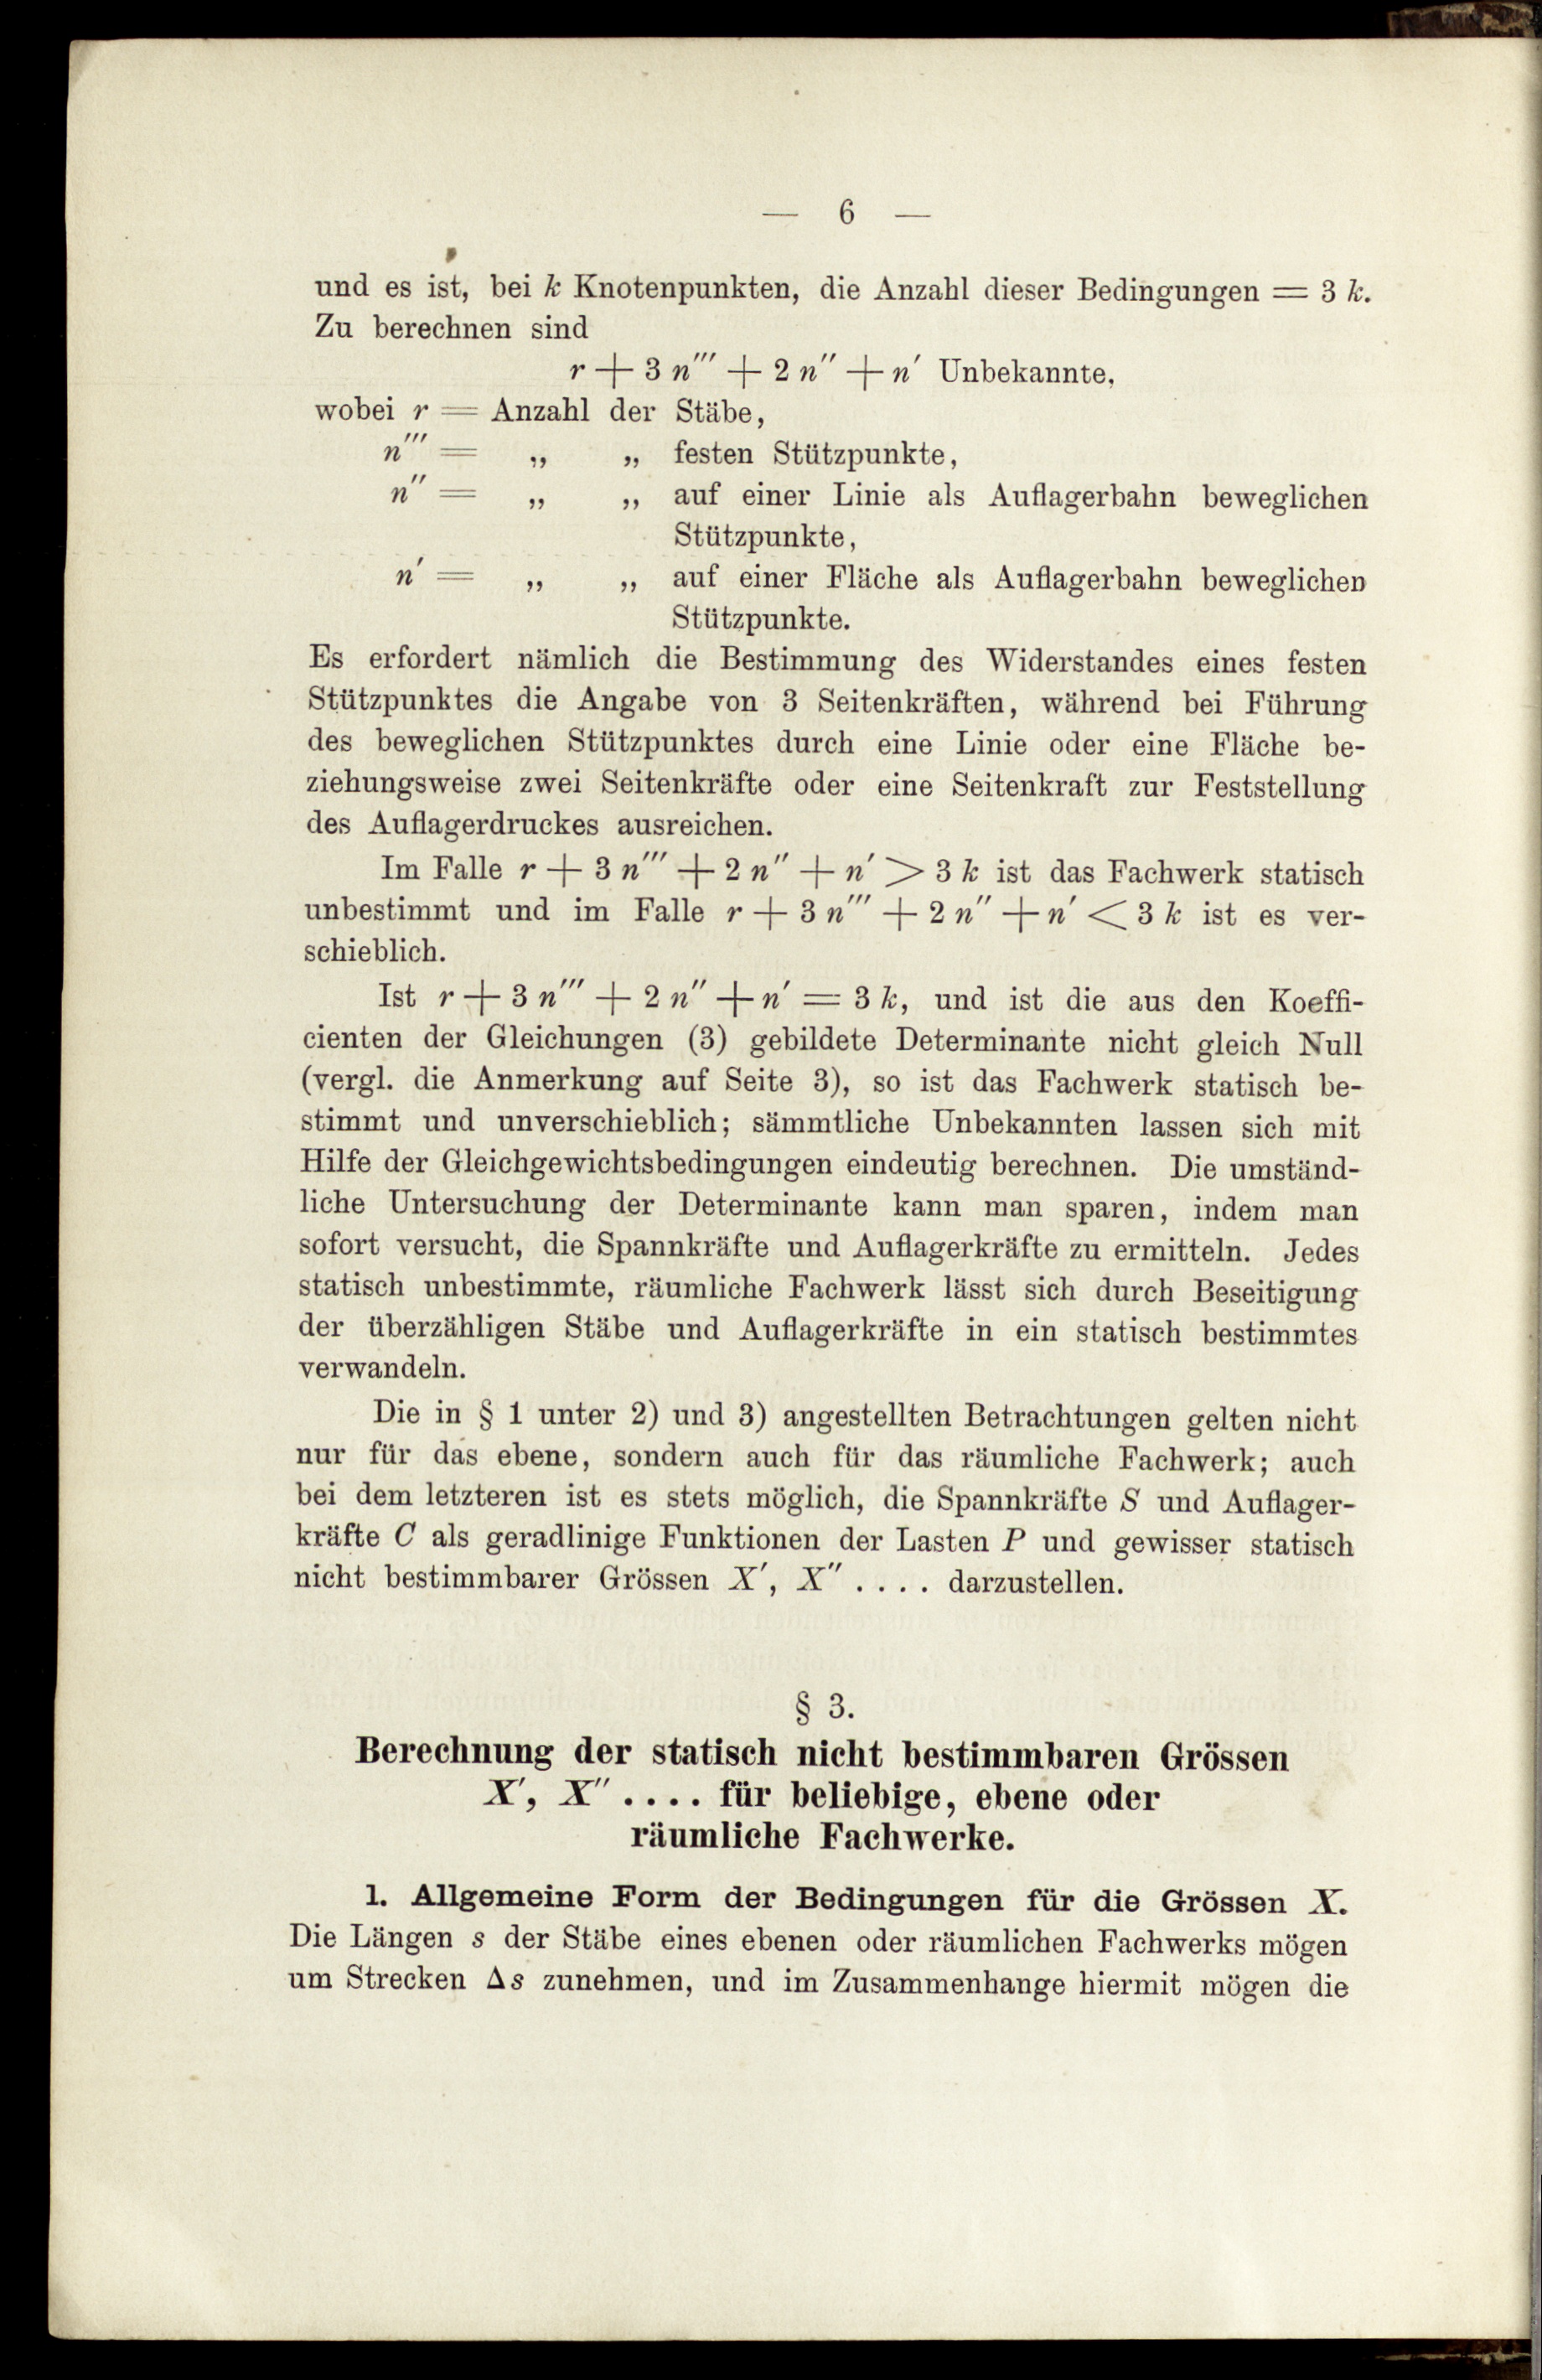 — 6 —
und es ist, bei k Knotenpunkten, die Anzahl dieser Bedingungen = 3 k.
Zu berechnen sind
r + 3 n''' + 2 n'' + n' Unbekannte,
wobei r = Anzahl der Stäbe,
n''' = „ „ festen Stützpunkte,
n'' = „ „ auf einer Linie als Auflagerbahn beweglichen
Stützpunkte,
n' = „ „ auf einer Fläche als Auflagerbahn beweglichen
Stützpunkte.
Es erfordert nämlich die Bestimmung des Widerstandes eines festen
Stützpunktes die Angabe von 3 Seitenkräften, während bei Führung
des beweglichen Stützpunktes durch eine Linie oder eine Fläche be-
ziehungsweise zwei Seitenkräfte oder eine Seitenkraft zur Feststellung
des Auflagerdruckes ausreichen.
Im Falle r + 3 n''' + 2 n'' + n' > 3 k ist das Fachwerk statisch
unbestimmt und im Falle r + 3 n''' + 2 n'' + n' < 3 k ist es ver-
schieblich.
Ist r + 3 n''' + 2 n'' + n' = 3 k, und ist die aus den Koeffi-
cienten der Gleichungen (3) gebildete Determinante nicht gleich Null
(vergl. die Anmerkung auf Seite 3), so ist das Fachwerk statisch be-
stimmt und unverschieblich; sämmtliche Unbekannten lassen sich mit
Hilfe der Gleichgewichtsbedingungen eindeutig berechnen. Die umständ-
liche Untersuchung der Determinante kann man sparen, indem man
sofort versucht, die Spannkräfte und Auflagerkräfte zu ermitteln. Jedes
statisch unbestimmte, räumliche Fachwerk lässt sich durch Beseitigung
der überzähligen Stäbe und Auflagerkräfte in ein statisch bestimmtes
verwandeln.
Die in § 1 unter 2) und 3) angestellten Betrachtungen gelten nicht
nur für das ebene, sondern auch für das räumliche Fachwerk; auch
bei dem letzteren ist es stets möglich, die Spannkräfte S und Auflager-
kräfte C als geradlinige Funktionen der Lasten P und gewisser statisch
nicht bestimmbarer Grössen X', X'' . . . . darzustellen.
§ 3.
Berechnung der statisch nicht bestimmbaren Grössen
X', X'' . . . . für beliebige, ebene oder
räumliche Fachwerke.
1. Allgemeine Form der Bedingungen für die Grössen X.
Die Längen s der Stäbe eines ebenen oder räumlichen Fachwerks mögen
um Strecken Δs zunehmen, und im Zusammenhange hiermit mögen die